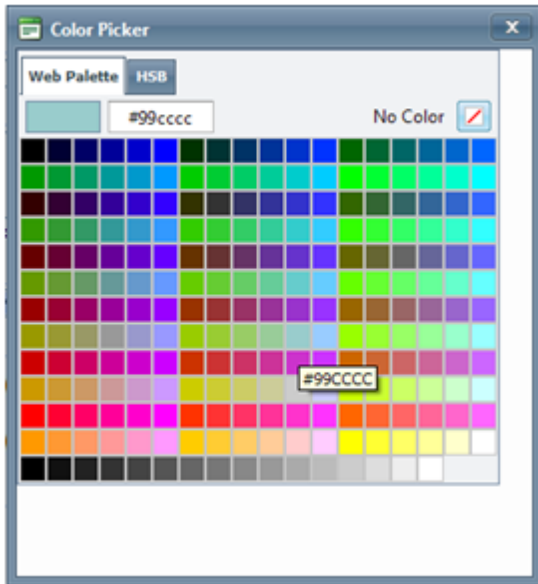 Color Picker
x
Web Palette HSB
#99cccc No Color
#99CCCC